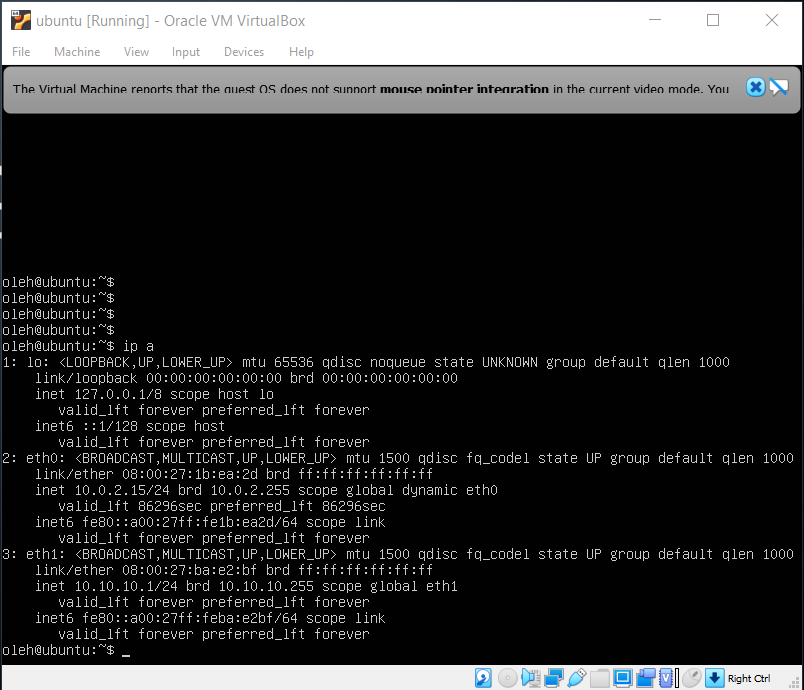 ubuntu [Running] - Oracle VM VirtualBox
File Machine View Input Devices Help
The Virtual Machine reports that the guest OS does not support mouse pointer integration in the current video mode. You
oleh@ubuntu:~$
oleh@ubuntu:~$
oleh@ubuntu:~$
oleh@ubuntu:~$
oleh@ubuntu:~$ ip a
1: lo: <LOOPBACK,UP,LOWER_UP> mtu 65536 qdisc noqueue state UNKNOWN group default qlen 1000
    link/loopback 00:00:00:00:00:00 brd 00:00:00:00:00:00
    inet 127.0.0.1/8 scope host lo
       valid_lft forever preferred_lft forever
    inet6 ::1/128 scope host
       valid_lft forever preferred_lft forever
2: eth0: <BROADCAST,MULTICAST,UP,LOWER_UP> mtu 1500 qdisc fq_codel state UP group default qlen 1000
    link/ether 08:00:27:1b:ea:2d brd ff:ff:ff:ff:ff:ff
    inet 10.0.2.15/24 brd 10.0.2.255 scope global dynamic eth0
       valid_lft 86296sec preferred_lft 86296sec
    inet6 fe80::a00:27ff:fe1b:ea2d/64 scope link
       valid_lft forever preferred_lft forever
3: eth1: <BROADCAST,MULTICAST,UP,LOWER_UP> mtu 1500 qdisc fq_codel state UP group default qlen 1000
    link/ether 08:00:27:ba:e2:bf brd ff:ff:ff:ff:ff:ff
    inet 10.10.10.1/24 brd 10.10.10.255 scope global eth1
       valid_lft forever preferred_lft forever
    inet6 fe80::a00:27ff:feba:e2bf/64 scope link
       valid_lft forever preferred_lft forever
oleh@ubuntu:~$ _
Right Ctrl